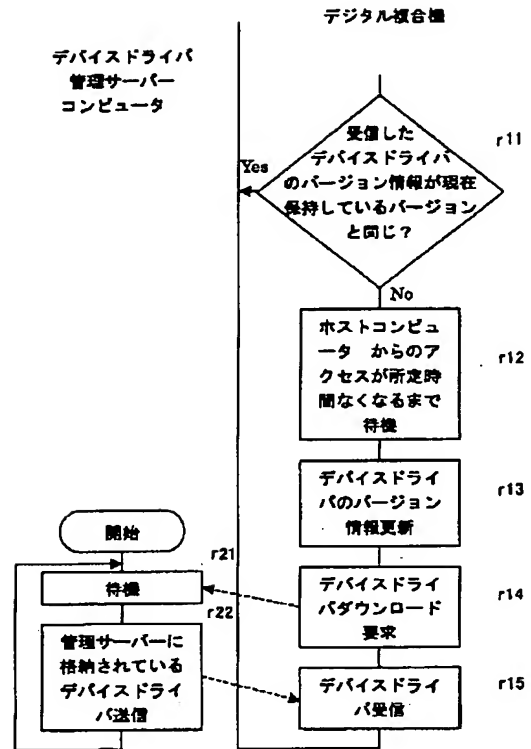 デジタル複合機
デバイスドライバ
管理サーバー
コンピュータ
受信した
デバイスドライバ
のバージョン情報が現在
保持しているバージョン
と同じ？
r11
Yes
No
ホストコンピュ
ータ からのア
クセスが所定時
間なくなるまで
待機
r12
デバイスドライ
バのバージョン
情報更新
r13
開始
r21
待機
r22
デバイスドライ
バダウンロード
要求
r14
管理サーバーに
格納されている
デバイスドライ
バ送信
デバイスドライ
バ受信
r15